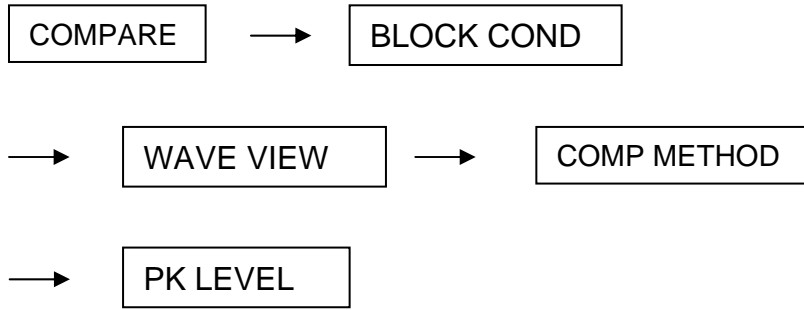 COMPARE BLOCK COND
WAVE VIEW COMP METHOD
PK LEVEL